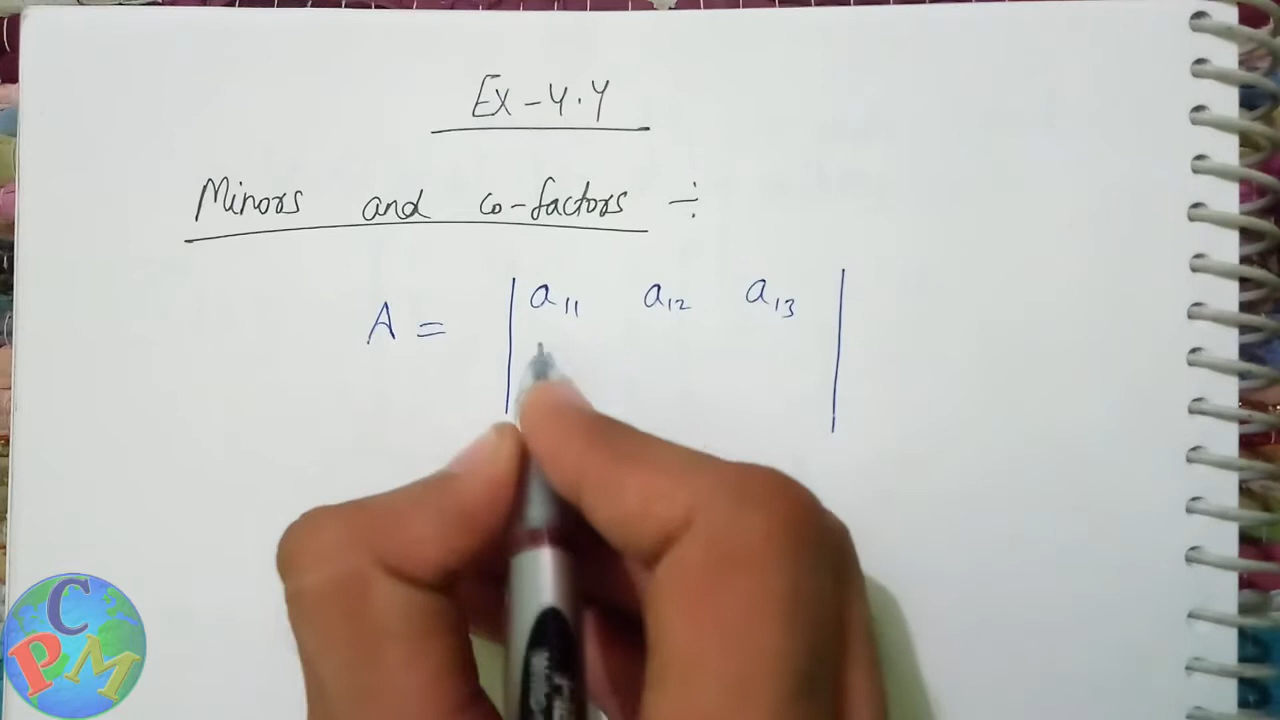 Ex-4.4
Minors and co-factors ÷
A = | a₁₁ a₁₂ a₁₃ |
CPM